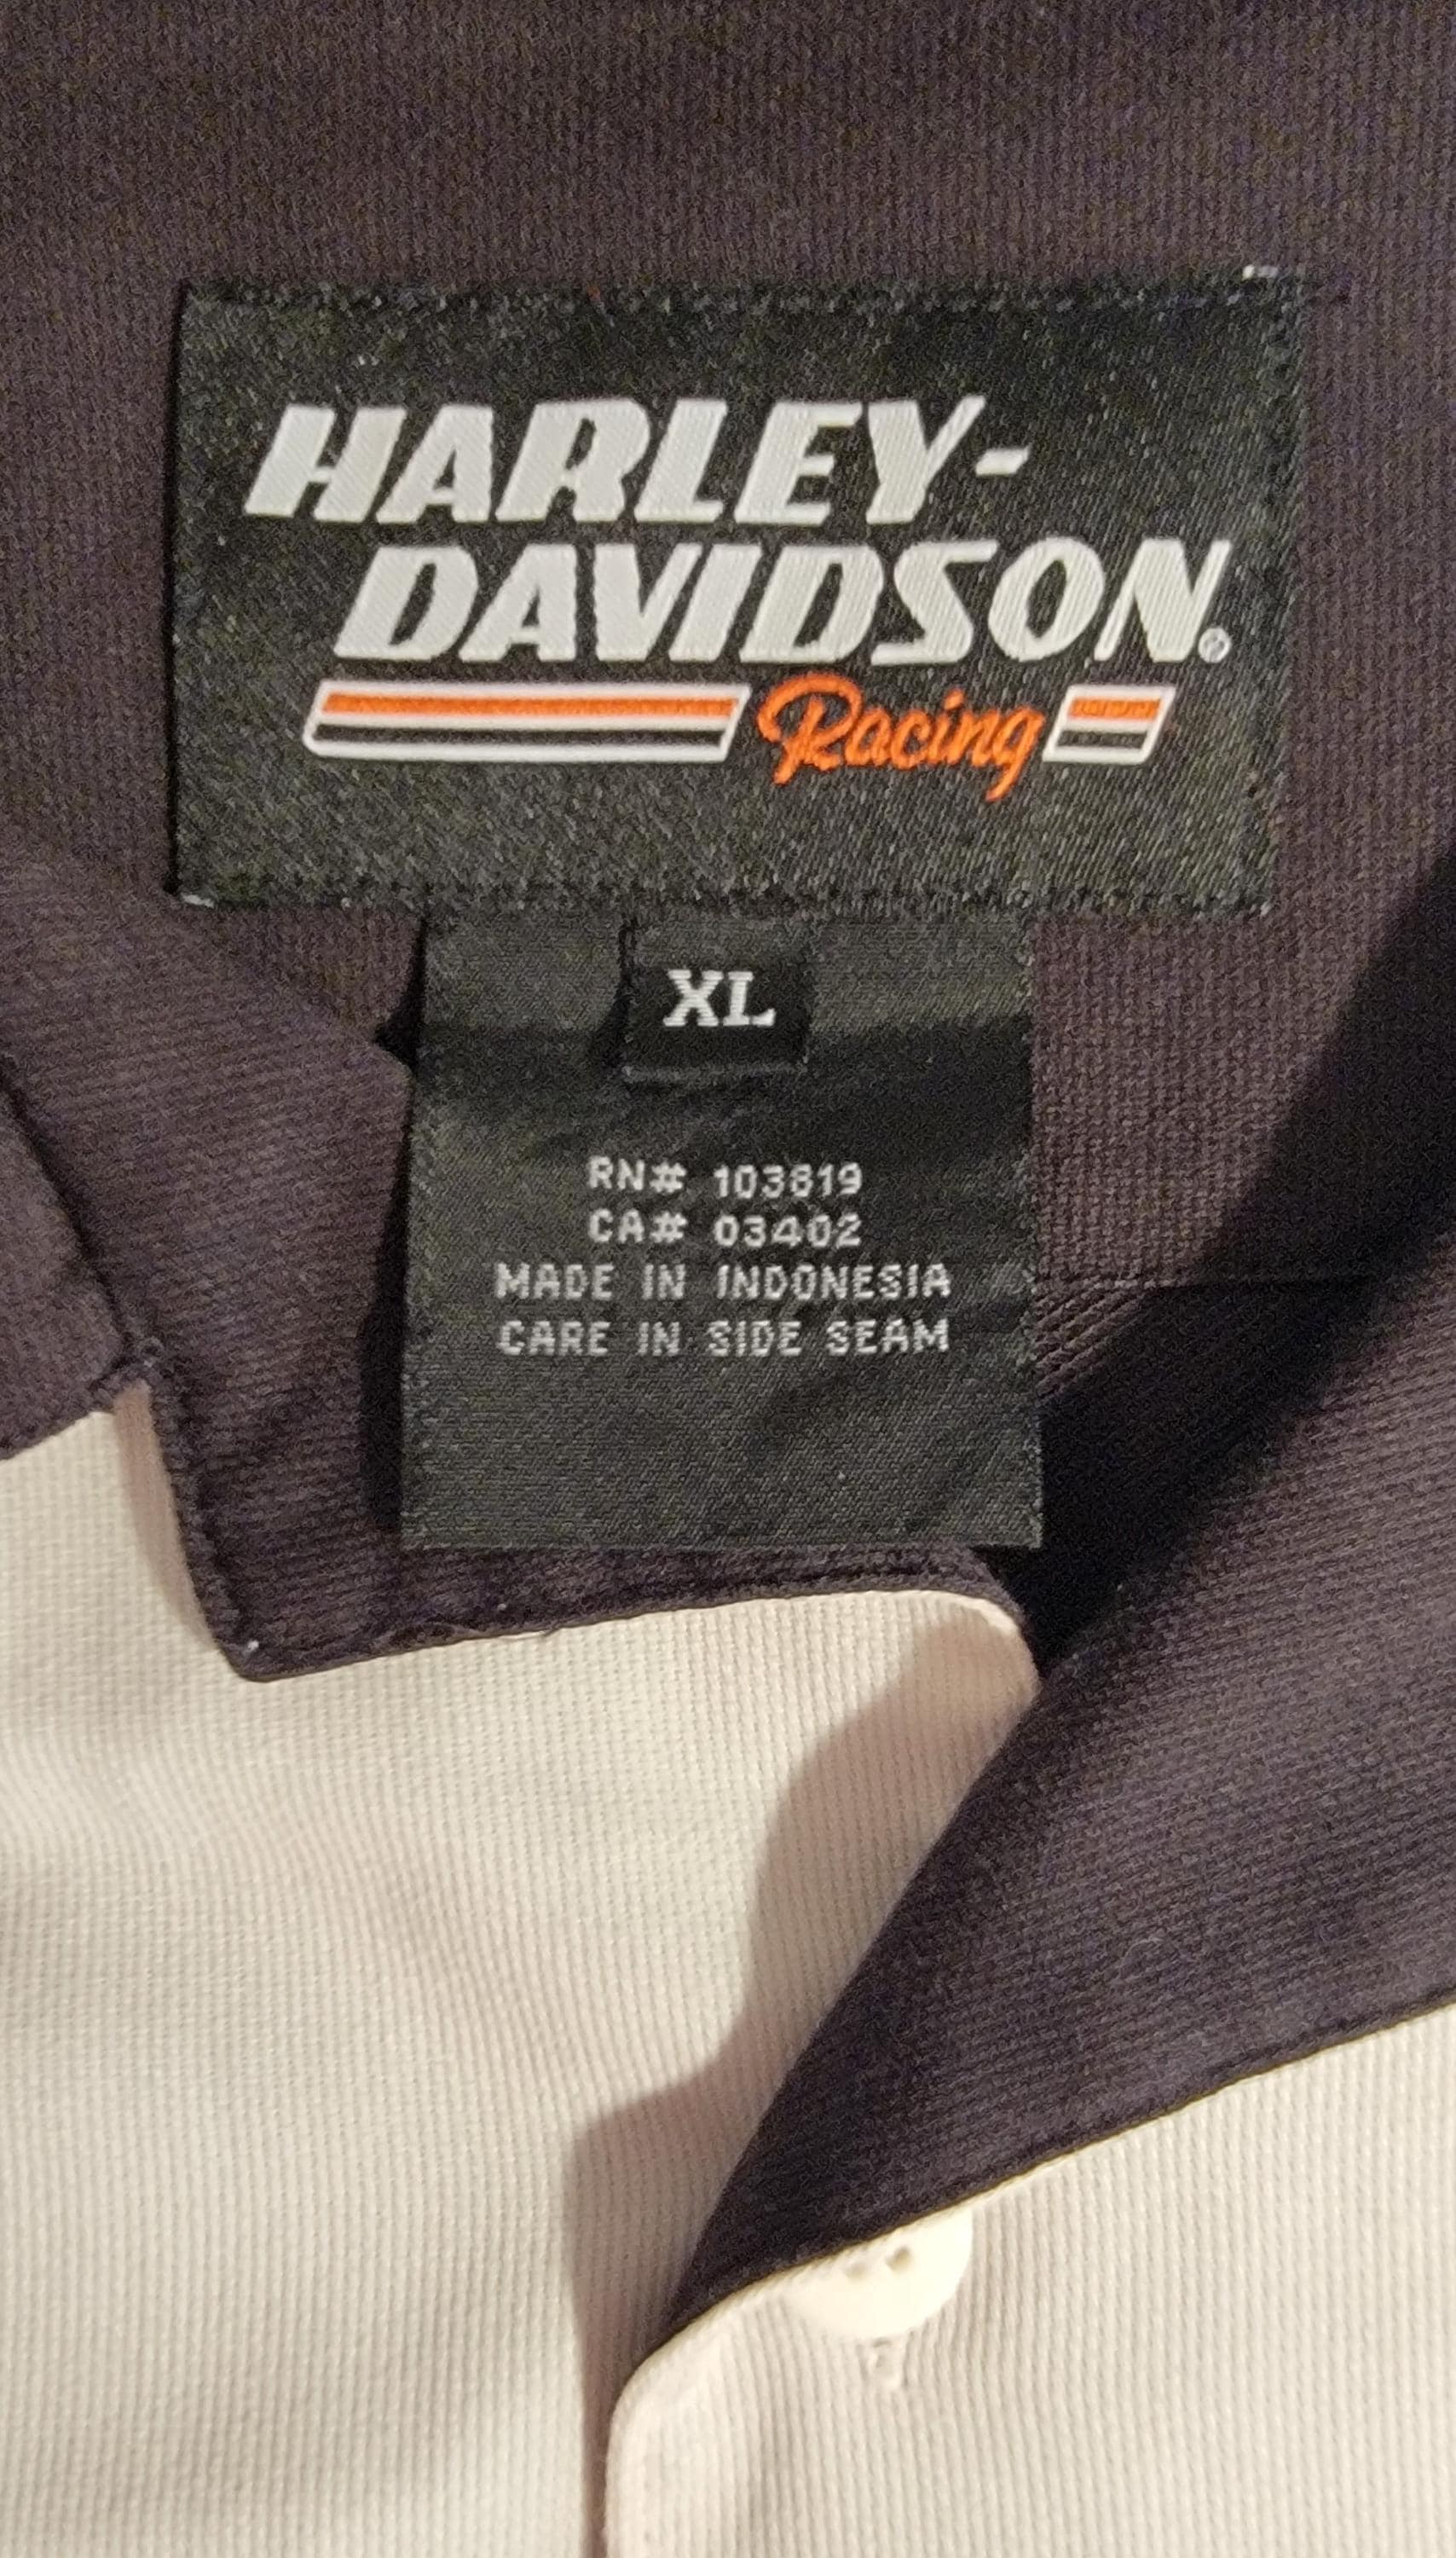 HARLEY-
DAVIDSON®
Racing
XL
RN# 103819
CA# 03402
MADE IN INDONESIA
CARE IN SIDE SEAM